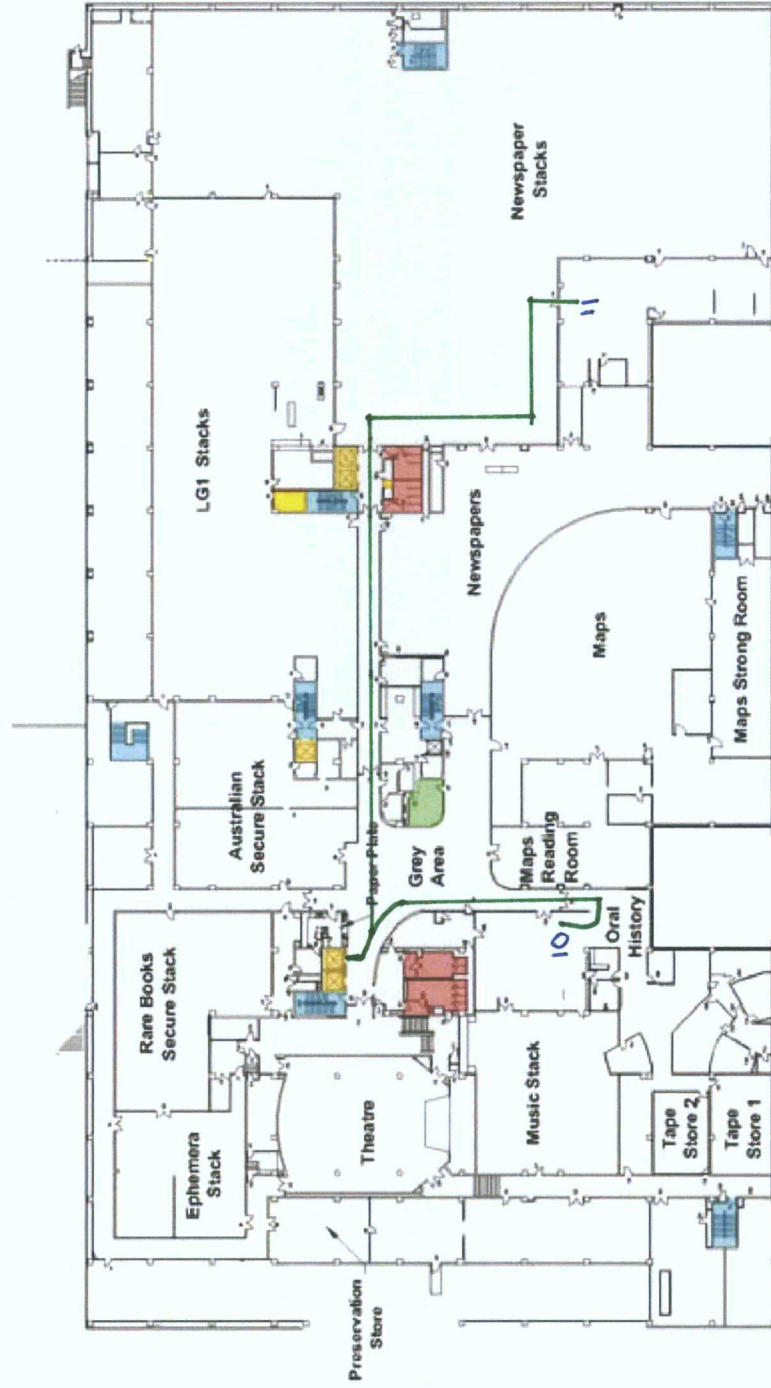 Rare Books
Secure Stack
Ephemera
Stack
Theatre
Preservation
Store
Australian
Secure Stack
Paper Plate
LG1 Stacks
Grey
Area
Newspapers
Newspaper
Stacks
Maps
Maps
Reading
Room
Maps Strong Room
Oral
History
Music Stack
Tape
Store 2
Tape
Store 1
10
11